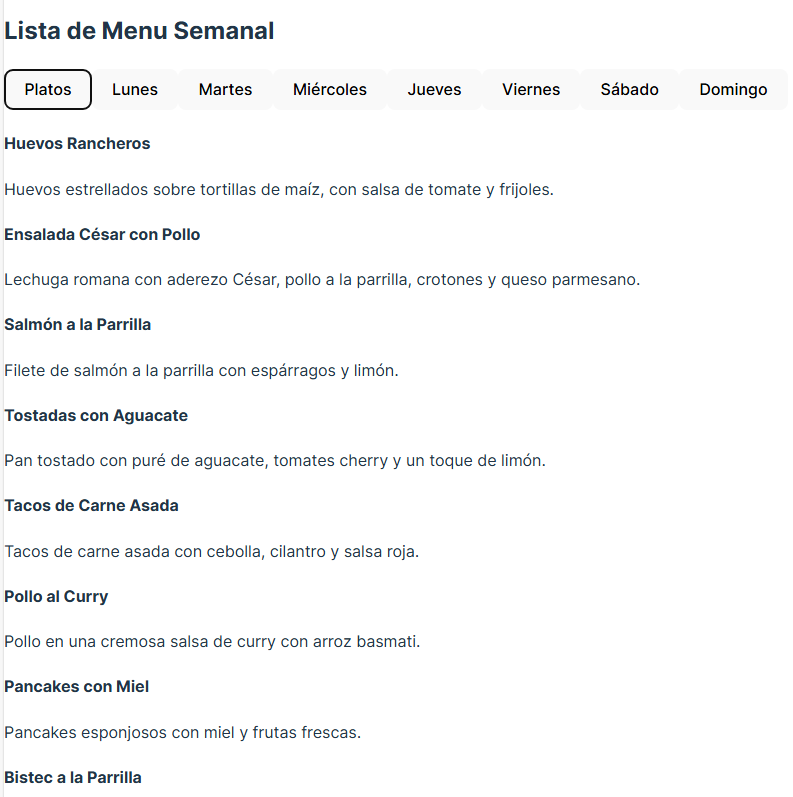 Lista de Menu Semanal
Platos Lunes Martes Miércoles Jueves Viernes Sábado Domingo
Huevos Rancheros
Huevos estrellados sobre tortillas de maíz, con salsa de tomate y frijoles.
Ensalada César con Pollo
Lechuga romana con aderezo César, pollo a la parrilla, crotones y queso parmesano.
Salmón a la Parrilla
Filete de salmón a la parrilla con espárragos y limón.
Tostadas con Aguacate
Pan tostado con puré de aguacate, tomates cherry y un toque de limón.
Tacos de Carne Asada
Tacos de carne asada con cebolla, cilantro y salsa roja.
Pollo al Curry
Pollo en una cremosa salsa de curry con arroz basmati.
Pancakes con Miel
Pancakes esponjosos con miel y frutas frescas.
Bistec a la Parrilla